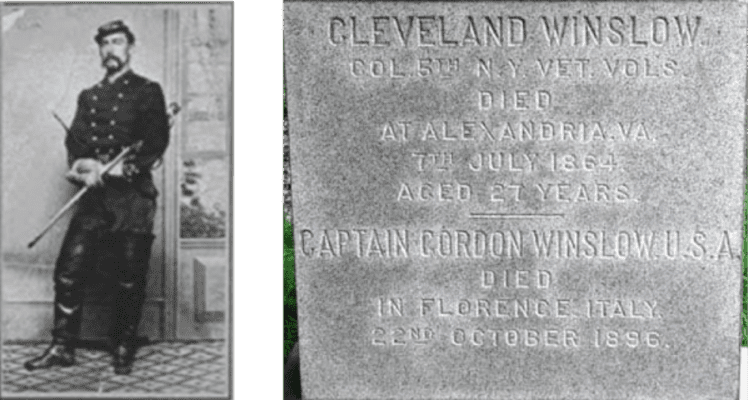 CLEVELAND WINSLOW.
COL. 5TH N.Y. VET. VOLS.
DIED
AT ALEXANDRIA. VA.
7TH JULY 1864
AGED 27 YEARS.
CAPTAIN GORDON WINSLOW. U.S.A.
DIED
IN FLORENCE. ITALY.
22ND OCTOBER 1896.